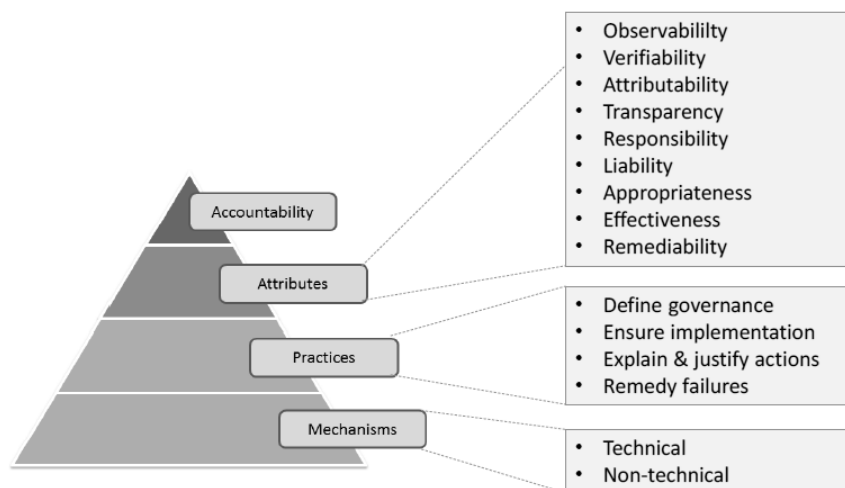 Accountability
Attributes
Practices
Mechanisms
• Observabililty
• Verifiability
• Attributability
• Transparency
• Responsibility
• Liability
• Appropriateness
• Effectiveness
• Remediability
• Define governance
• Ensure implementation
• Explain & justify actions
• Remedy failures
• Technical
• Non-technical